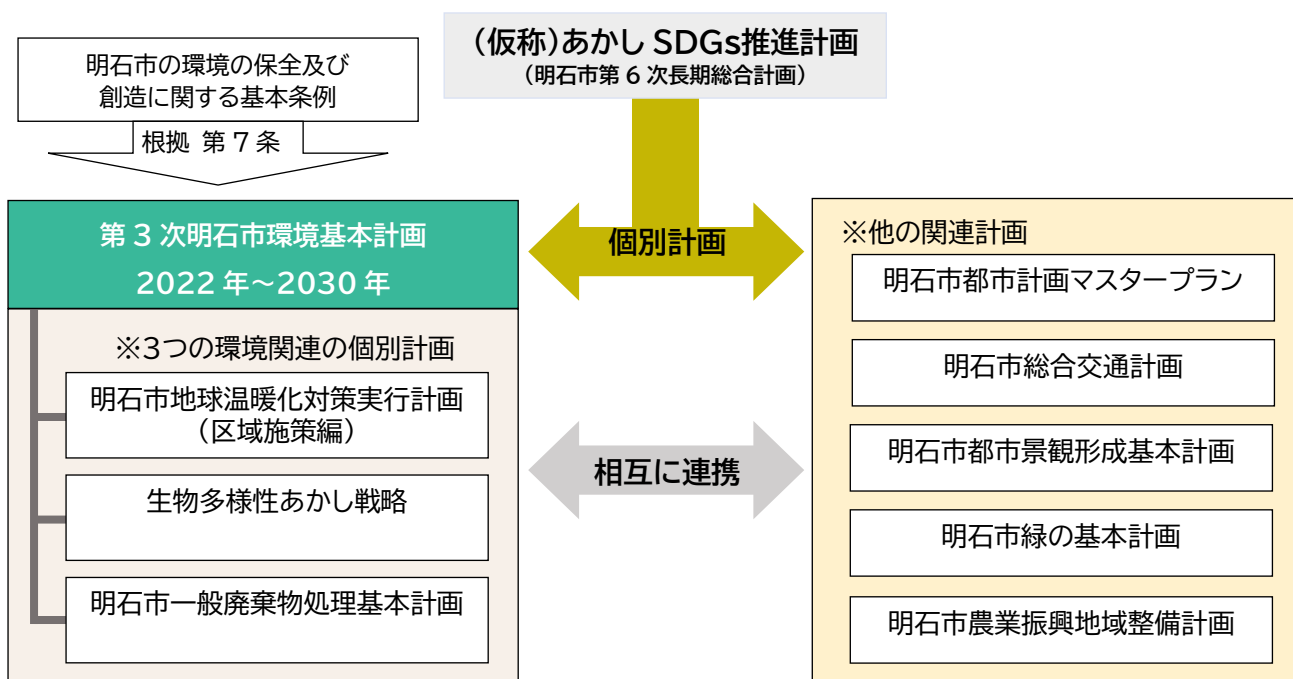 (仮称)あかし SDGs推進計画
(明石市第 6 次長期総合計画)
明石市の環境の保全及び
創造に関する基本条例
根拠 第 7 条
第 3 次明石市環境基本計画
2022 年~2030 年
※3つの環境関連の個別計画
明石市地球温暖化対策実行計画
(区域施策編)
生物多様性あかし戦略
明石市一般廃棄物処理基本計画
個別計画
相互に連携
※他の関連計画
明石市都市計画マスタープラン
明石市総合交通計画
明石市都市景観形成基本計画
明石市緑の基本計画
明石市農業振興地域整備計画